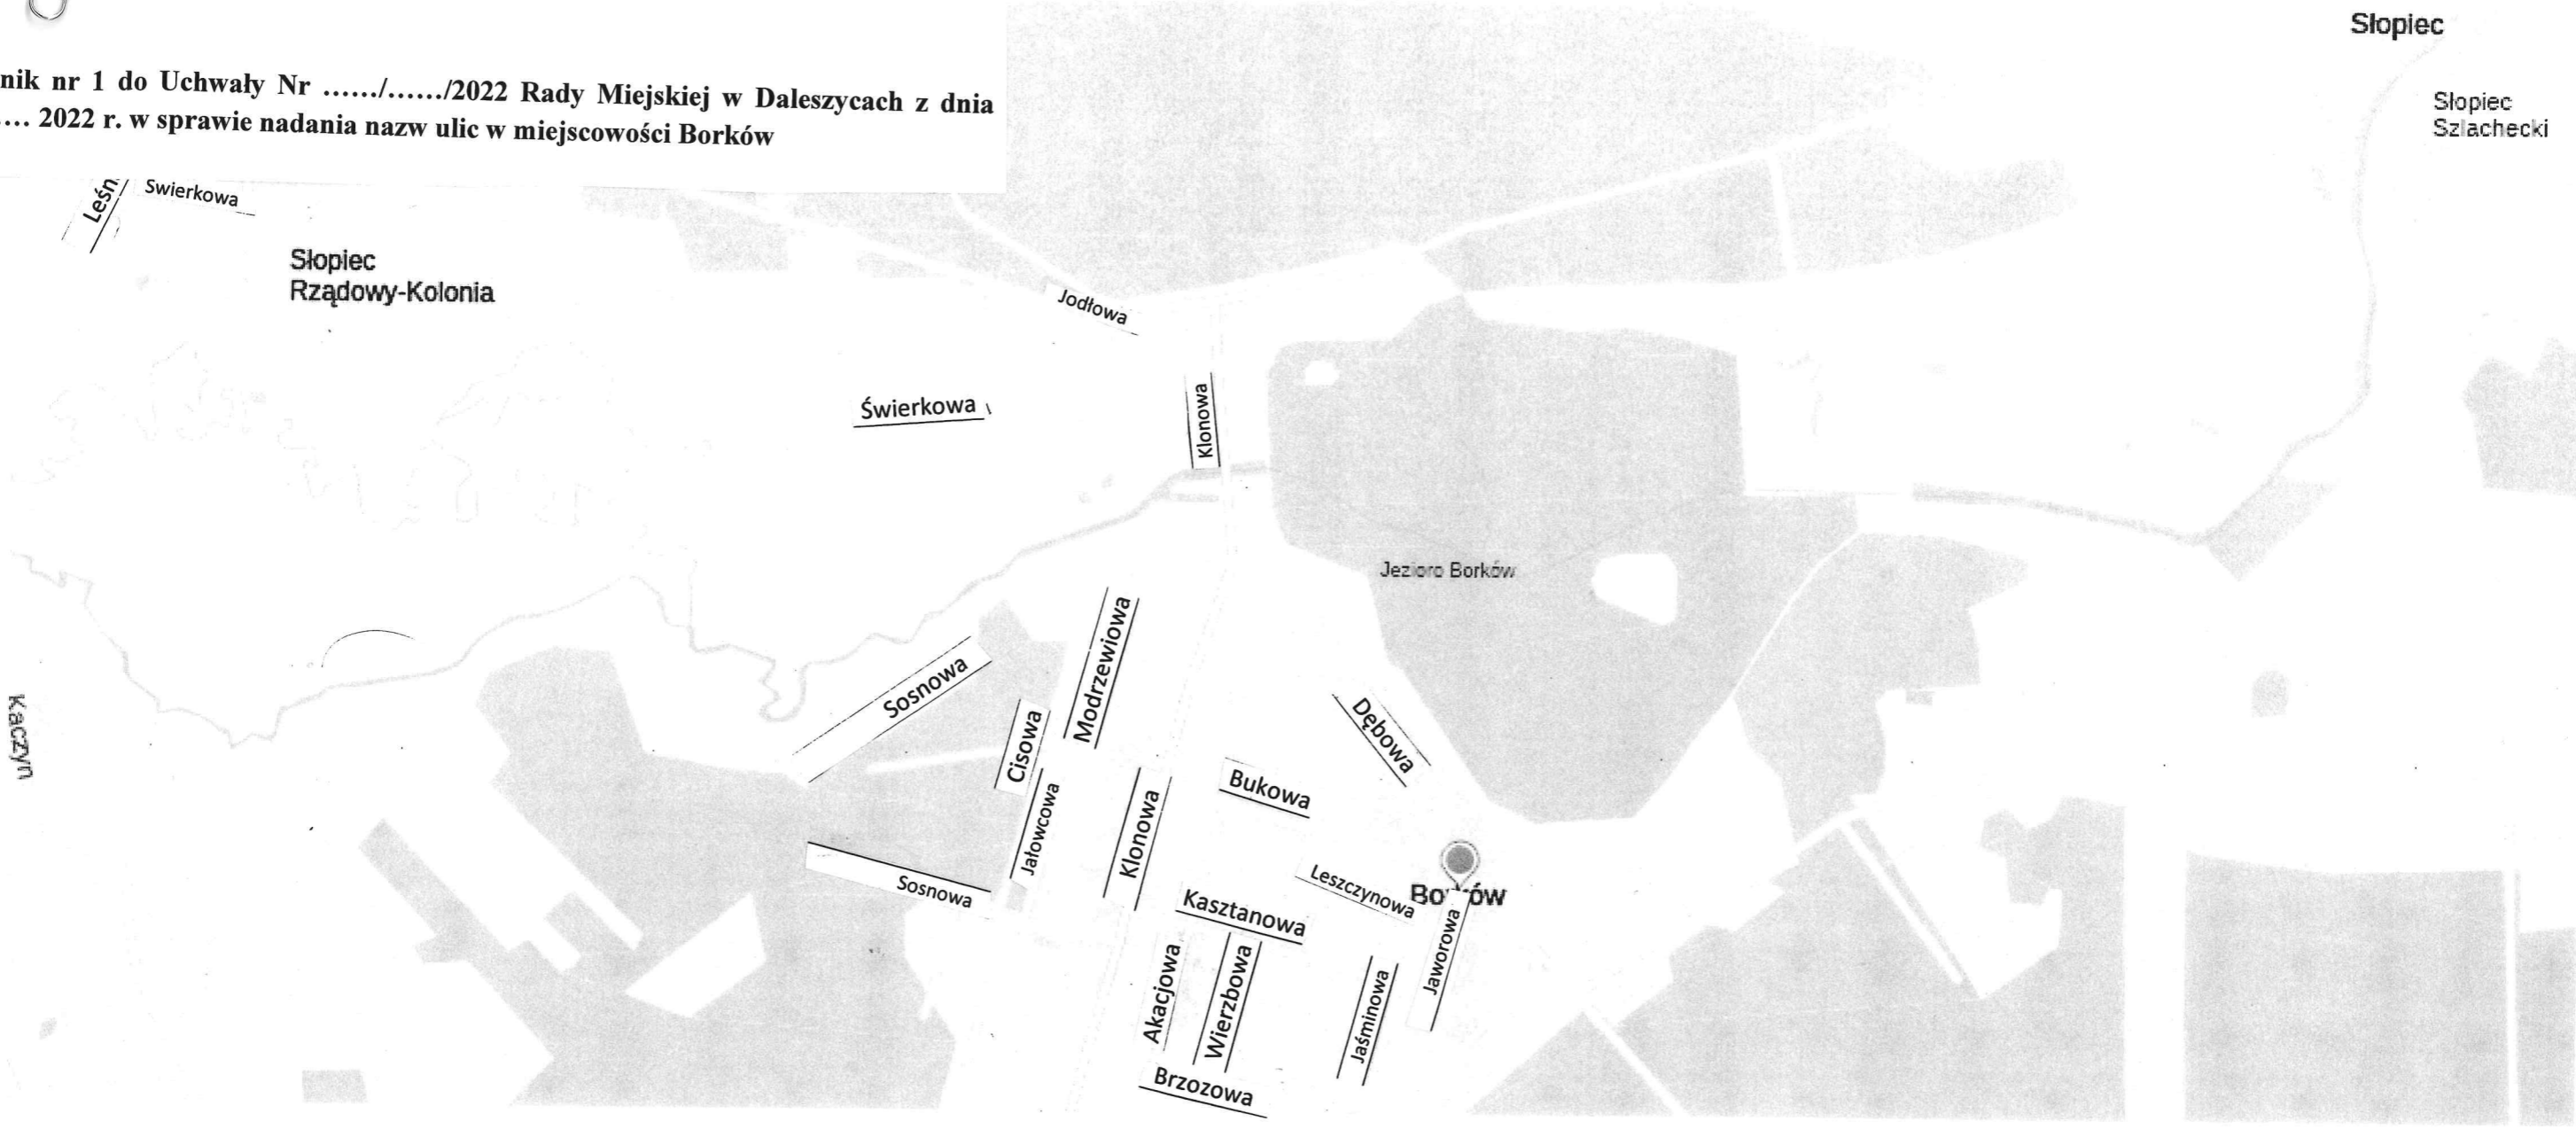 Słopiec
nik nr 1 do Uchwały Nr ....../....../2022 Rady Miejskiej w Daleszycach z dnia
.... 2022 r. w sprawie nadania nazw ulic w miejscowości Borków
Słopiec
Szlachecki
Leśn
Swierkowa
Słopiec
Rządowy-Kolonia
Jodłowa
Świerkowa
Klonowa
Jezioro Borków
Modrzewiowa
Sosnowa
Kaczyn
Cisowa
Dębowa
Bukowa
Jałowcowa
Klonowa
Sosnowa
Leszczynowa
Borków
Kasztanowa
Jaworowa
Akacjowa
Wierzbowa
Jaśminowa
Brzozowa